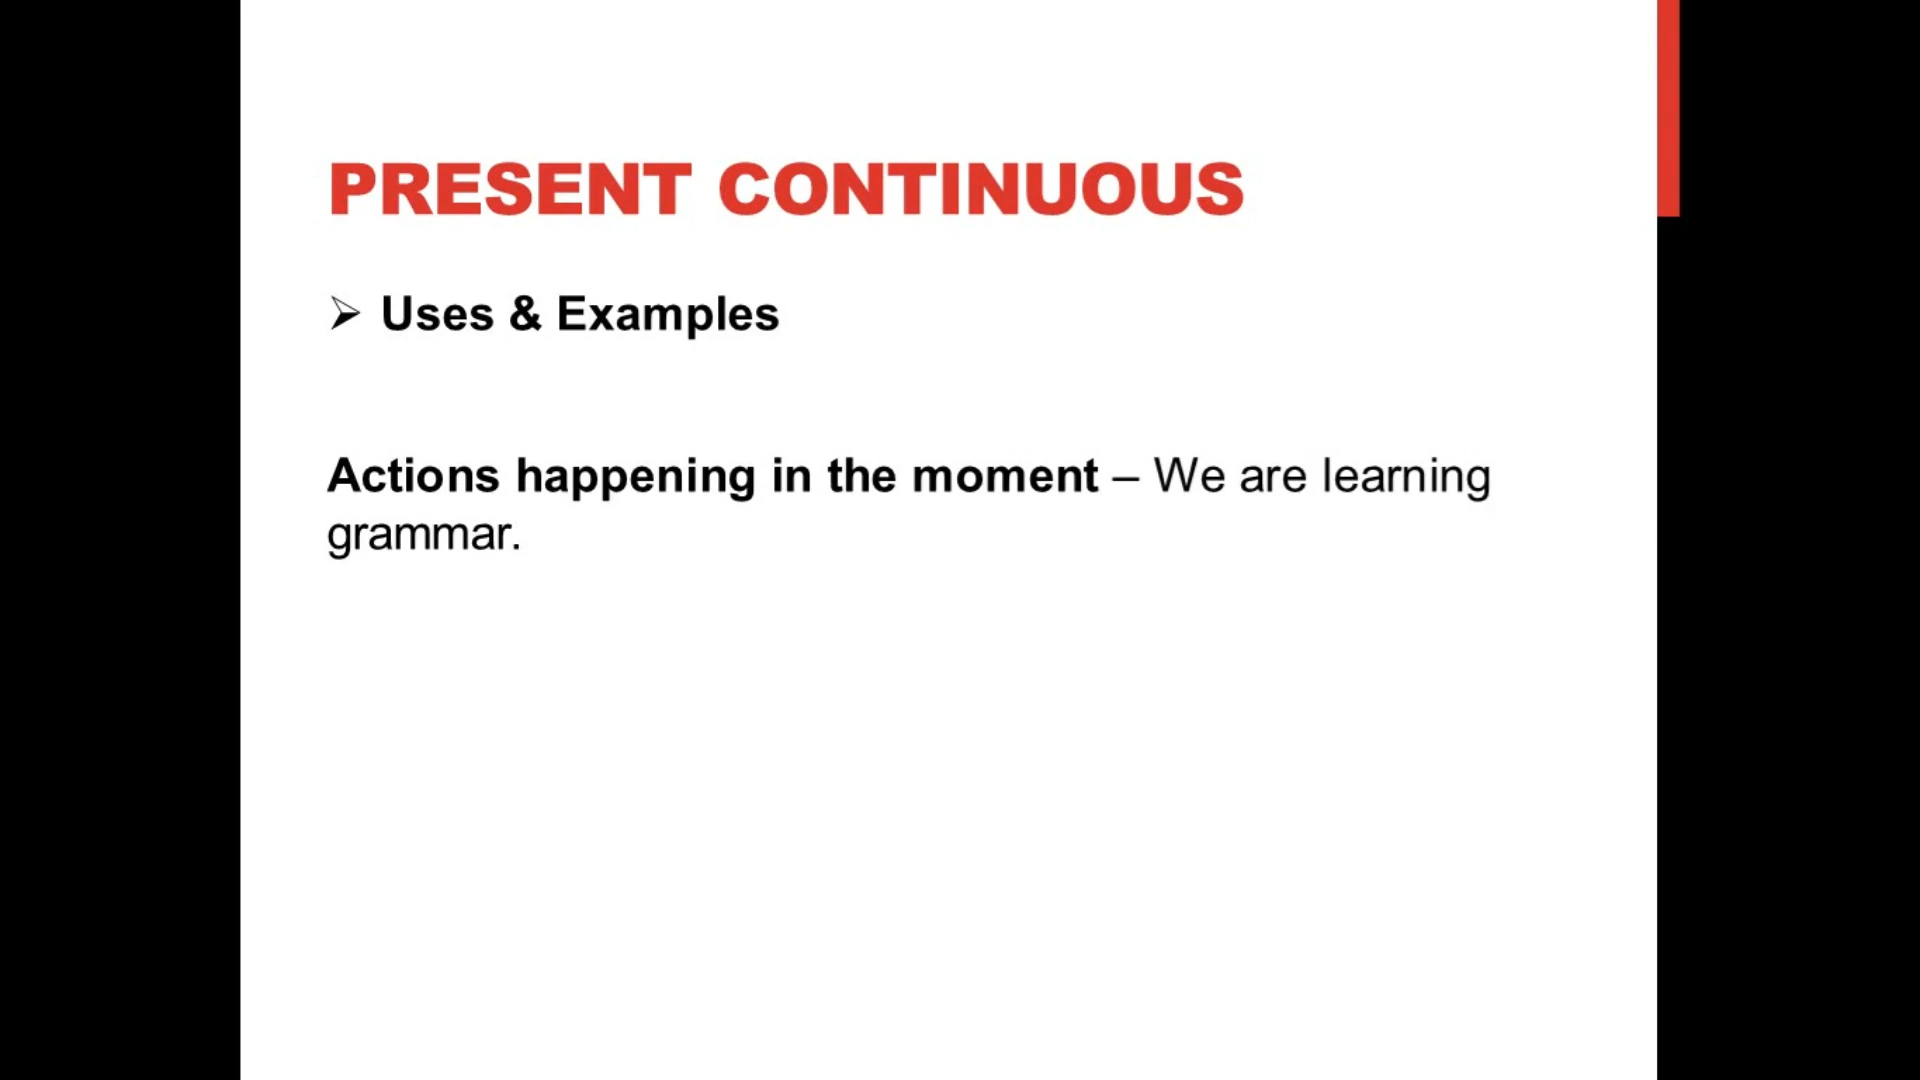 PRESENT CONTINUOUS
➢ Uses & Examples
Actions happening in the moment – We are learning
grammar.